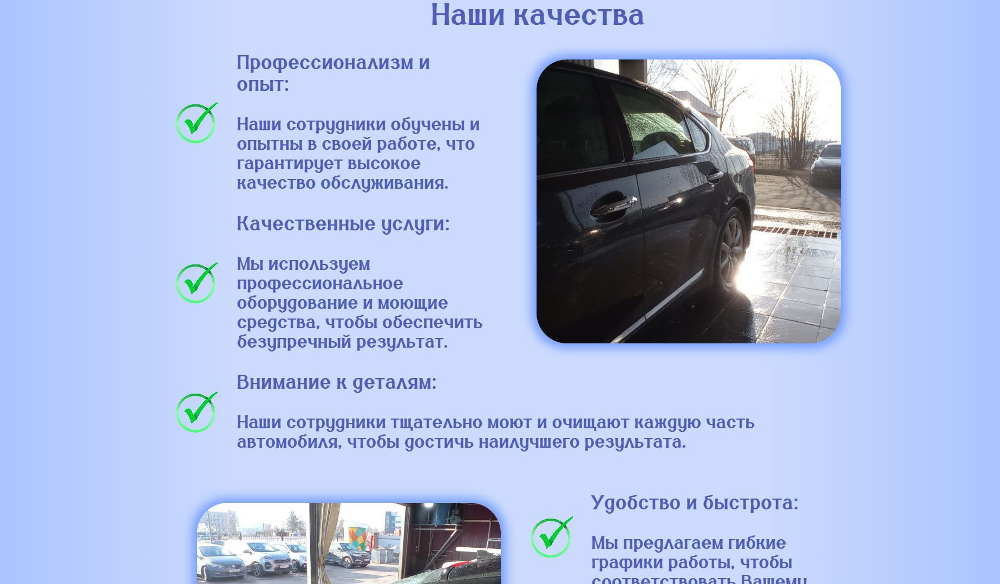 Наши качества
Профессионализм и
опыт:
Наши сотрудники обучены и
опытны в своей работе, что
гарантирует высокое
качество обслуживания.
Качественные услуги:
Мы используем
профессиональное
оборудование и моющие
средства, чтобы обеспечить
безупречный результат.
Внимание к деталям:
Наши сотрудники тщательно моют и очищают каждую часть
автомобиля, чтобы достичь наилучшего результата.
Удобство и быстрота:
Мы предлагаем гибкие
графики работы, чтобы
соответствовать Вашему